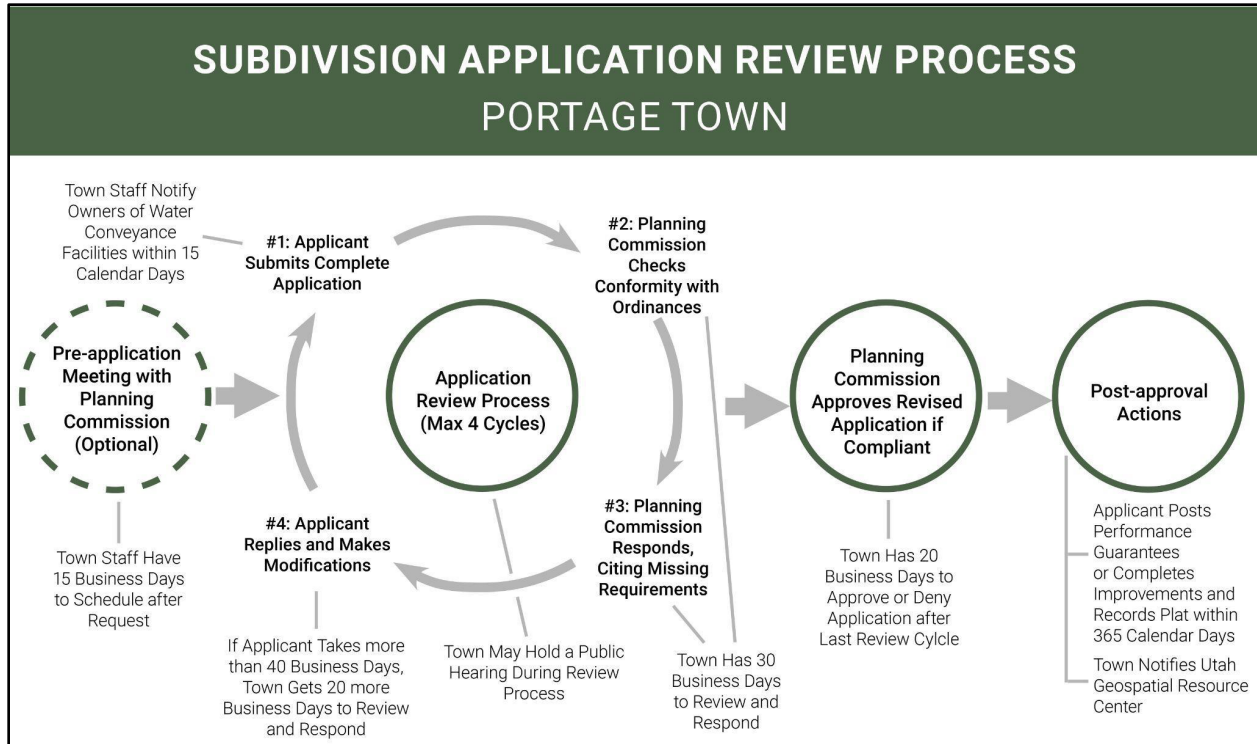 SUBDIVISION APPLICATION REVIEW PROCESS
PORTAGE TOWN
Town Staff Notify
Owners of Water
Conveyance
Facilities within 15
Calendar Days
#1: Applicant
Submits Complete
Application
#2: Planning
Commission
Checks
Conformity with
Ordinances
Pre-application
Meeting with
Planning
Commission
(Optional)
Application
Review Process
(Max 4 Cycles)
Planning
Commission
Approves Revised
Application if
Compliant
Post-approval
Actions
#4: Applicant
Replies and Makes
Modifications
#3: Planning
Commission
Responds,
Citing Missing
Requirements
Town Staff Have
15 Business Days
to Schedule after
Request
If Applicant Takes more
than 40 Business Days,
Town Gets 20 more
Business Days to Review
and Respond
Town May Hold a Public
Hearing During Review
Process
Town Has 30
Business Days
to Review and
Respond
Town Has 20
Business Days to
Approve or Deny
Application after
Last Review Cylcle
Applicant Posts
Performance
Guarantees
or Completes
Improvements and
Records Plat within
365 Calendar Days
Town Notifies Utah
Geospatial Resource
Center